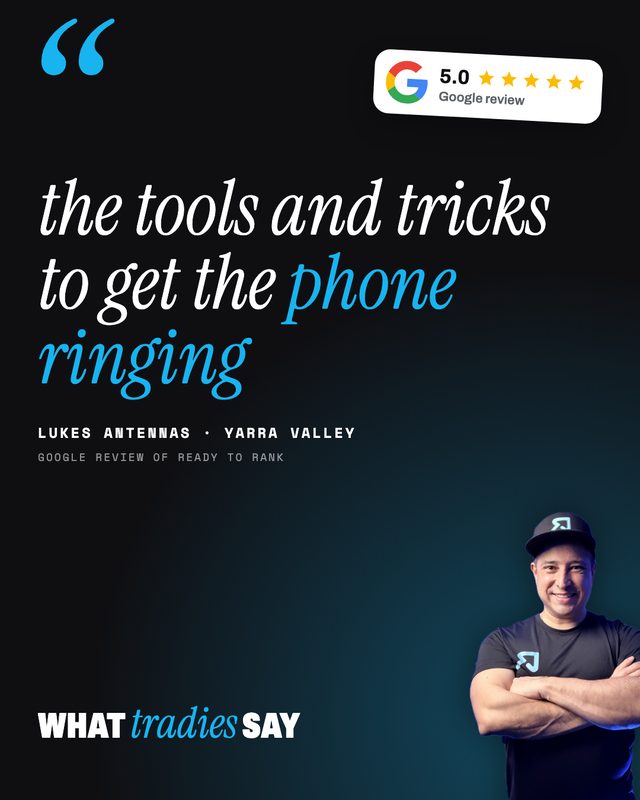 “
5.0
Google review
the tools and tricks
to get the phone
ringing
LUKES ANTENNAS · YARRA VALLEY
GOOGLE REVIEW OF READY TO RANK
WHAT tradies SAY